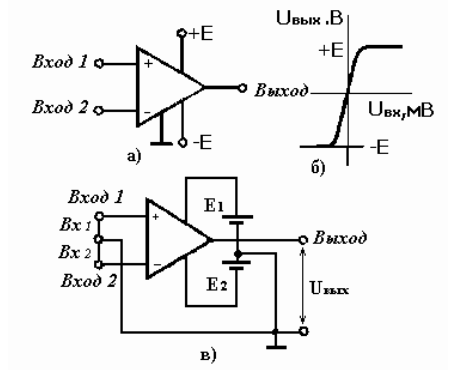 Uвых.В
+E
+E
Вход 1
+
Выход
Вход 2
−
Uвх,мВ
-E
-E
а)
б)
Вход 1
E1
Вх 1
+
Выход
Вх 2
−
E2
Вход 2
Uвых
в)